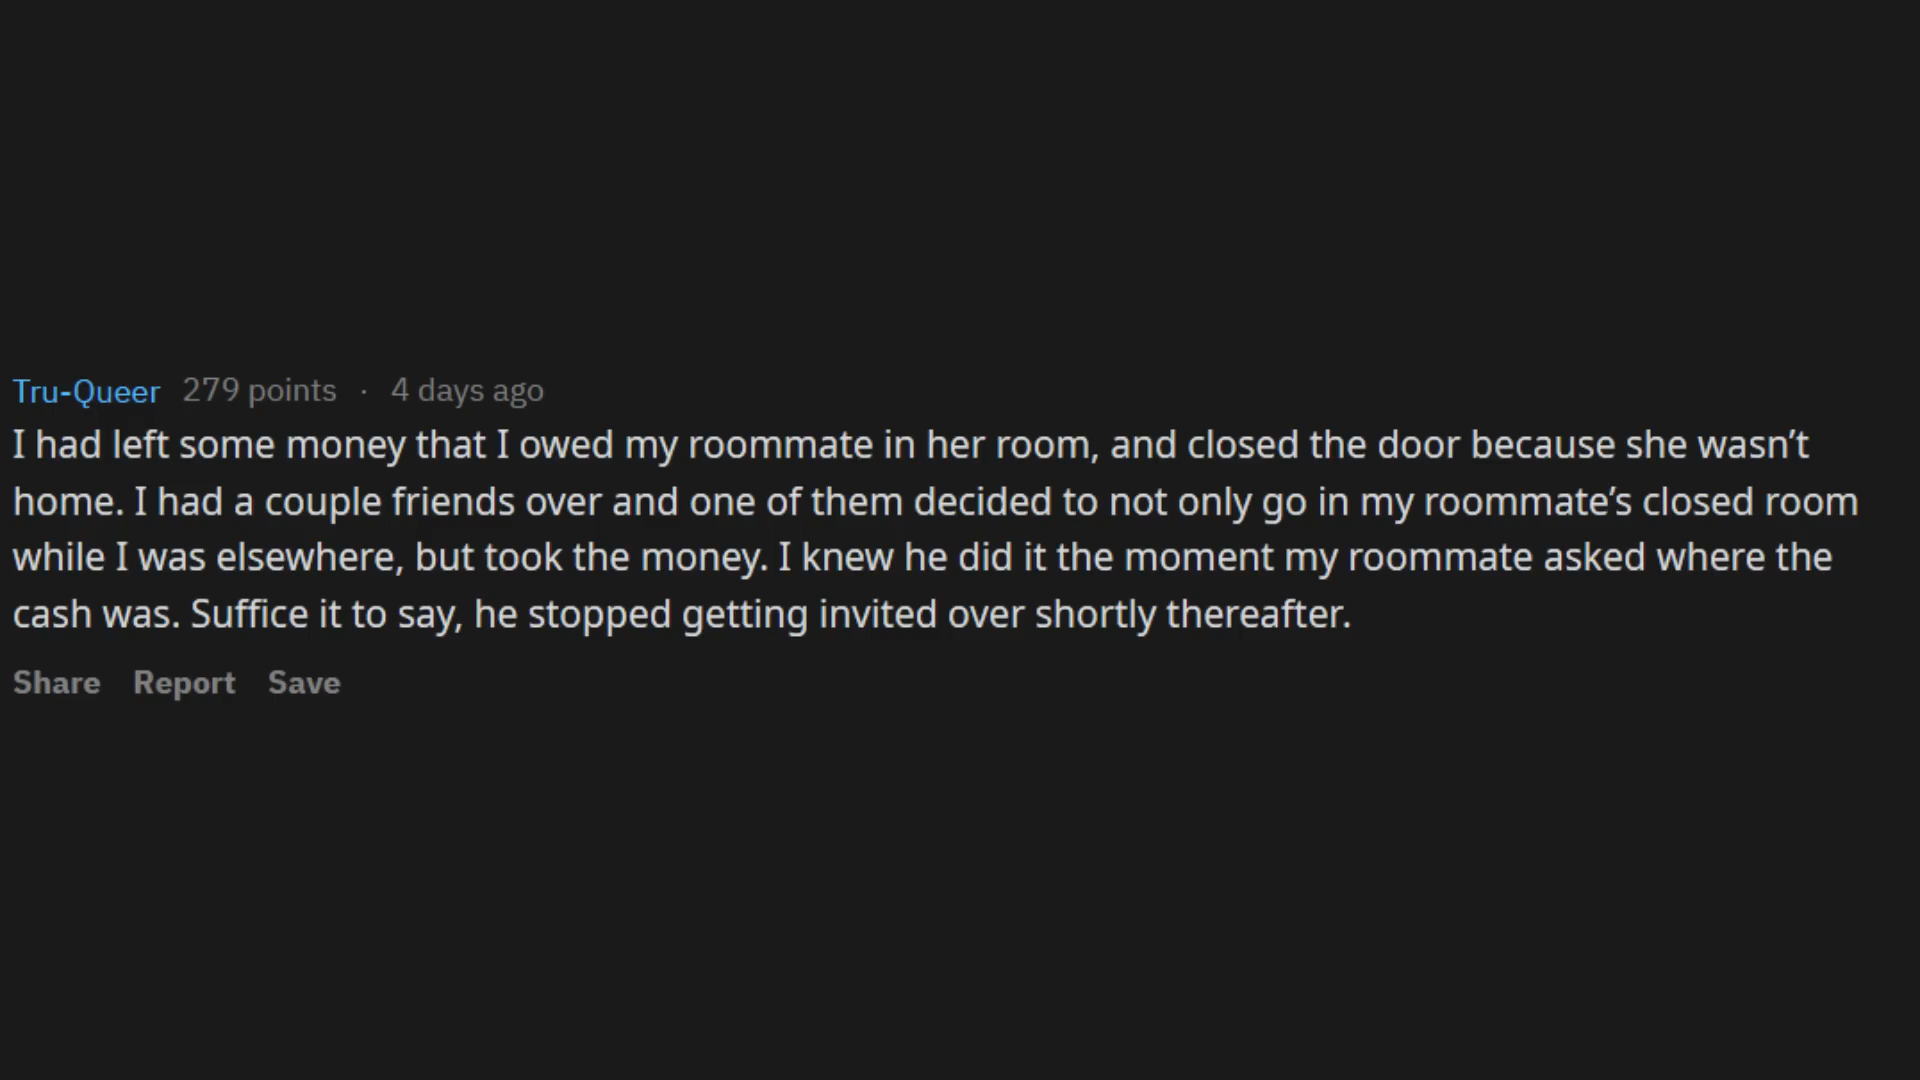 Tru-Queer 279 points · 4 days ago
I had left some money that I owed my roommate in her room, and closed the door because she wasn’t
home. I had a couple friends over and one of them decided to not only go in my roommate’s closed room
while I was elsewhere, but took the money. I knew he did it the moment my roommate asked where the
cash was. Suffice it to say, he stopped getting invited over shortly thereafter.
Share Report Save